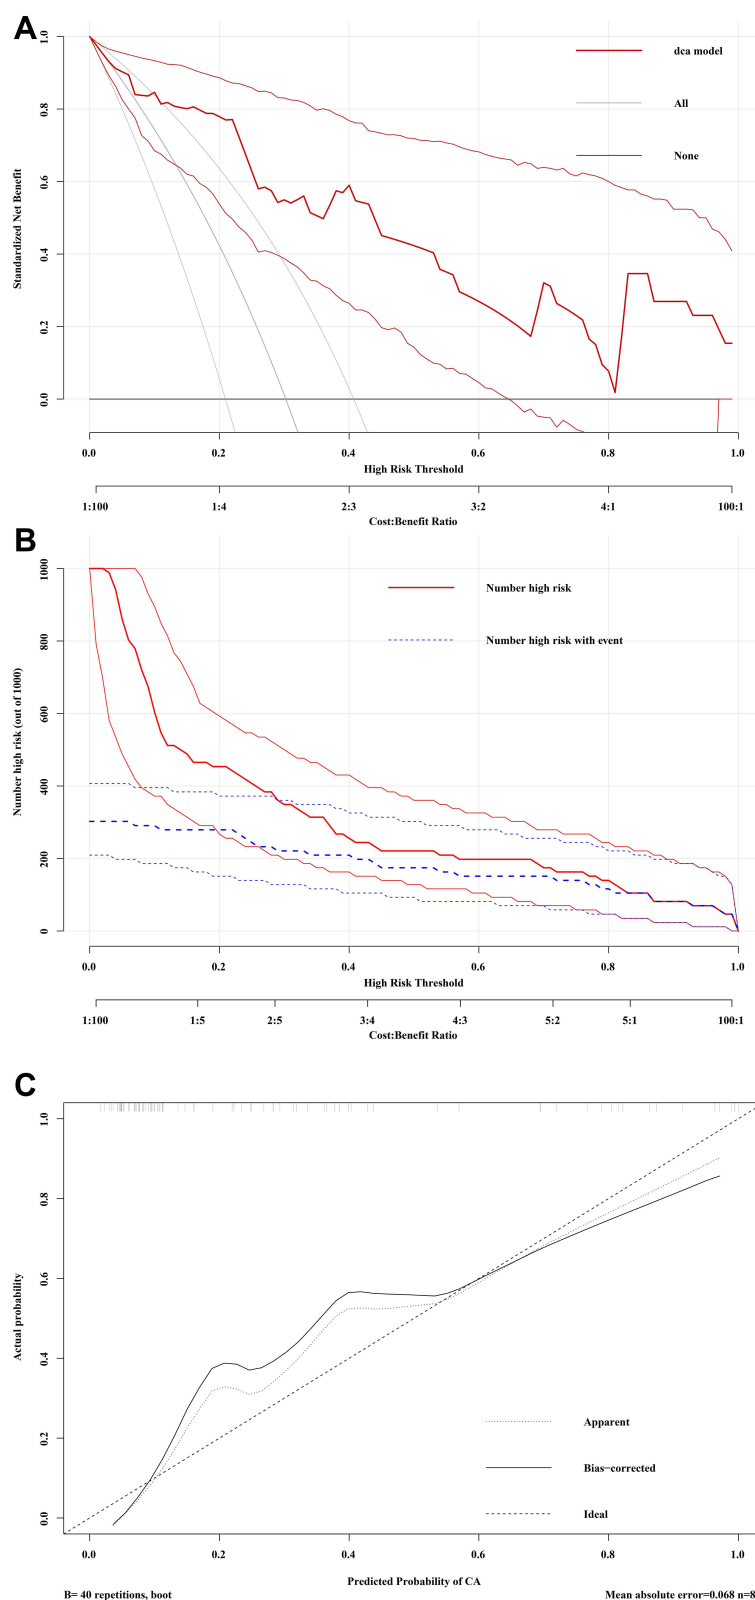 A
dca model
All
None
Standardized Net Benefit
1.0
0.8
0.6
0.4
0.2
0.0
0.0 0.2 0.4 0.6 0.8 1.0
High Risk Threshold
1:100 1:4 2:3 3:2 4:1 100:1
Cost:Benefit Ratio
B
Number high risk
Number high risk with event
Number high risk (out of 1000)
1000
800
600
400
200
0
0.0 0.2 0.4 0.6 0.8 1.0
High Risk Threshold
1:100 1:5 2:5 3:4 4:3 5:2 5:1 100:1
Cost:Benefit Ratio
C
Actual probability
1.0
0.8
0.6
0.4
0.2
0.0
Apparent
Bias-corrected
Ideal
0.0 0.2 0.4 0.6 0.8 1.0
Predicted Probability of CA
B= 40 repetitions, boot Mean absolute error=0.068 n=8